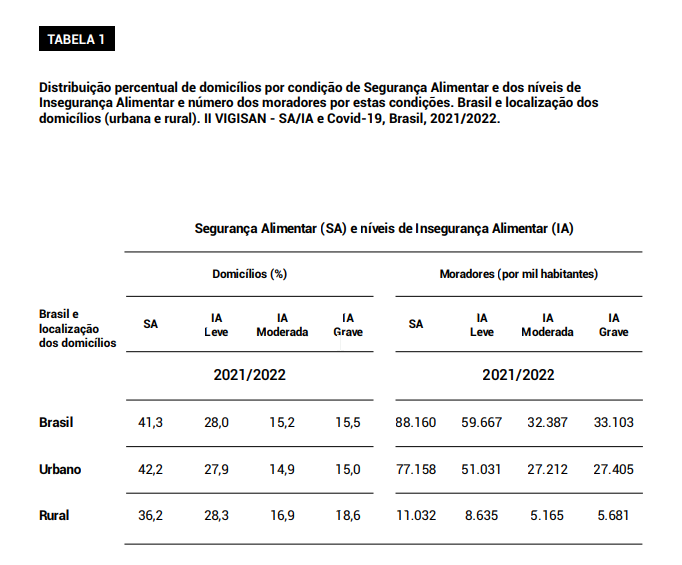 TABELA 1
Distribuição percentual de domicílios por condição de Segurança Alimentar e dos níveis de
Insegurança Alimentar e número dos moradores por estas condições. Brasil e localização dos
domicílios (urbana e rural). II VIGISAN - SA/IA e Covid-19, Brasil, 2021/2022.
Segurança Alimentar (SA) e níveis de Insegurança Alimentar (IA)
Domicílios (%) Moradores (por mil habitantes)
Brasil e
localização
dos domicílios
SA IA Leve IA Moderada IA Grave SA IA Leve IA Moderada IA Grave
2021/2022 2021/2022
Brasil 41,3 28,0 15,2 15,5 88.160 59.667 32.387 33.103
Urbano 42,2 27,9 14,9 15,0 77.158 51.031 27.212 27.405
Rural 36,2 28,3 16,9 18,6 11.032 8.635 5.165 5.681